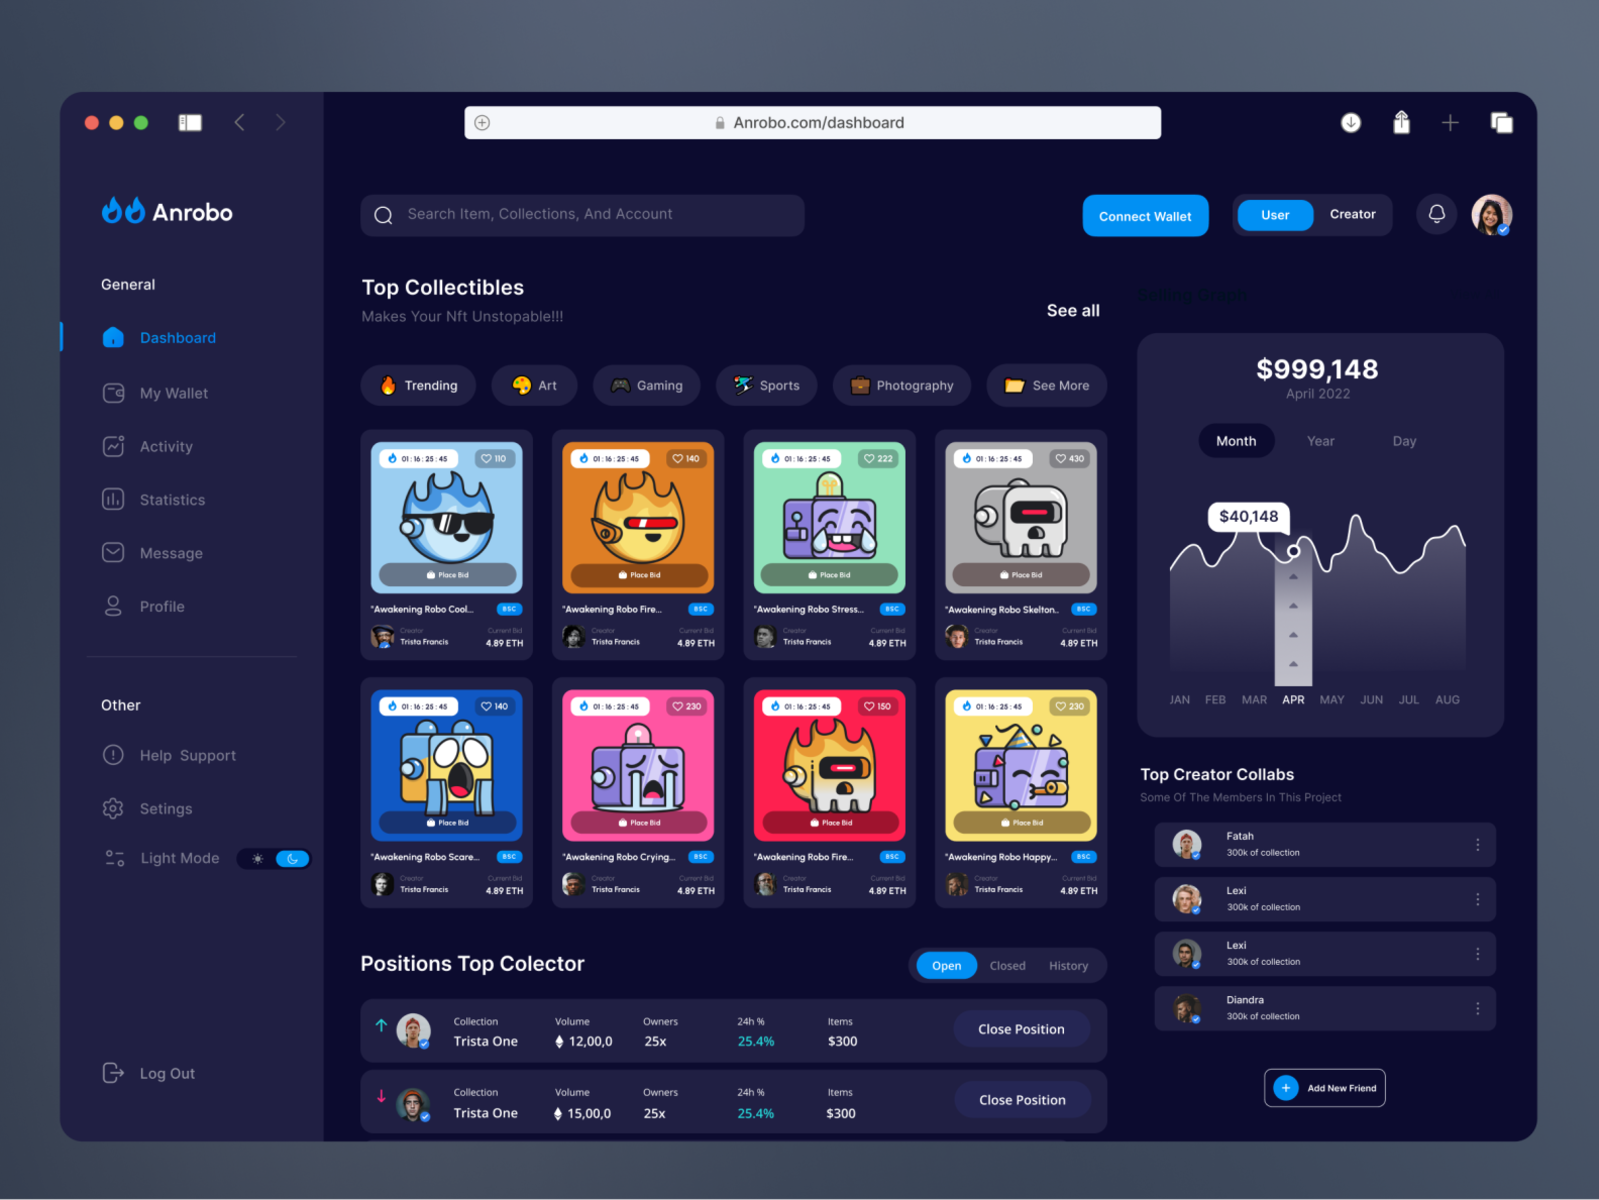 Anrobo.com/dashboard
Anrobo
General
Dashboard
My Wallet
Activity
Statistics
Message
Profile
Other
Help Support
Setings
Light Mode
Log Out
Search Item, Collections, And Account
Connect Wallet
User
Creator
Top Collectibles
Makes Your Nft Unstopable!!!
See all
Trending
Art
Gaming
Sports
Photography
See More
01 : 16 : 25 : 45
110
Place Bid
"Awakening Robo Cool...
BSC
Creator
Trista Francis
Current Bid
4.89 ETH
01 : 16 : 25 : 45
140
Place Bid
"Awakening Robo Fire...
BSC
Creator
Trista Francis
Current Bid
4.89 ETH
01 : 16 : 25 : 45
222
Place Bid
"Awakening Robo Stress...
BSC
Creator
Trista Francis
Current Bid
4.89 ETH
01 : 16 : 25 : 45
430
Place Bid
"Awakening Robo Skelton..
BSC
Creator
Trista Francis
Current Bid
4.89 ETH
01 : 16 : 25 : 45
140
Place Bid
"Awakening Robo Scare...
BSC
Creator
Trista Francis
Current Bid
4.89 ETH
01 : 16 : 25 : 45
230
Place Bid
"Awakening Robo Crying...
BSC
Creator
Trista Francis
Current Bid
4.89 ETH
01 : 16 : 25 : 45
150
Place Bid
"Awakening Robo Fire...
BSC
Creator
Trista Francis
Current Bid
4.89 ETH
01 : 16 : 25 : 45
230
Place Bid
"Awakening Robo Happy...
BSC
Creator
Trista Francis
Current Bid
4.89 ETH
Positions Top Colector
Open
Closed
History
Collection
Trista One
Volume
12,00,0
Owners
25x
24h %
25.4%
Items
$300
Close Position
Collection
Trista One
Volume
15,00,0
Owners
25x
24h %
25.4%
Items
$300
Close Position
$999,148
April 2022
Month
Year
Day
$40,148
JAN FEB MAR APR MAY JUN JUL AUG
Top Creator Collabs
Some Of The Members In This Project
Fatah
300k of collection
Lexi
300k of collection
Lexi
300k of collection
Diandra
300k of collection
Add New Friend